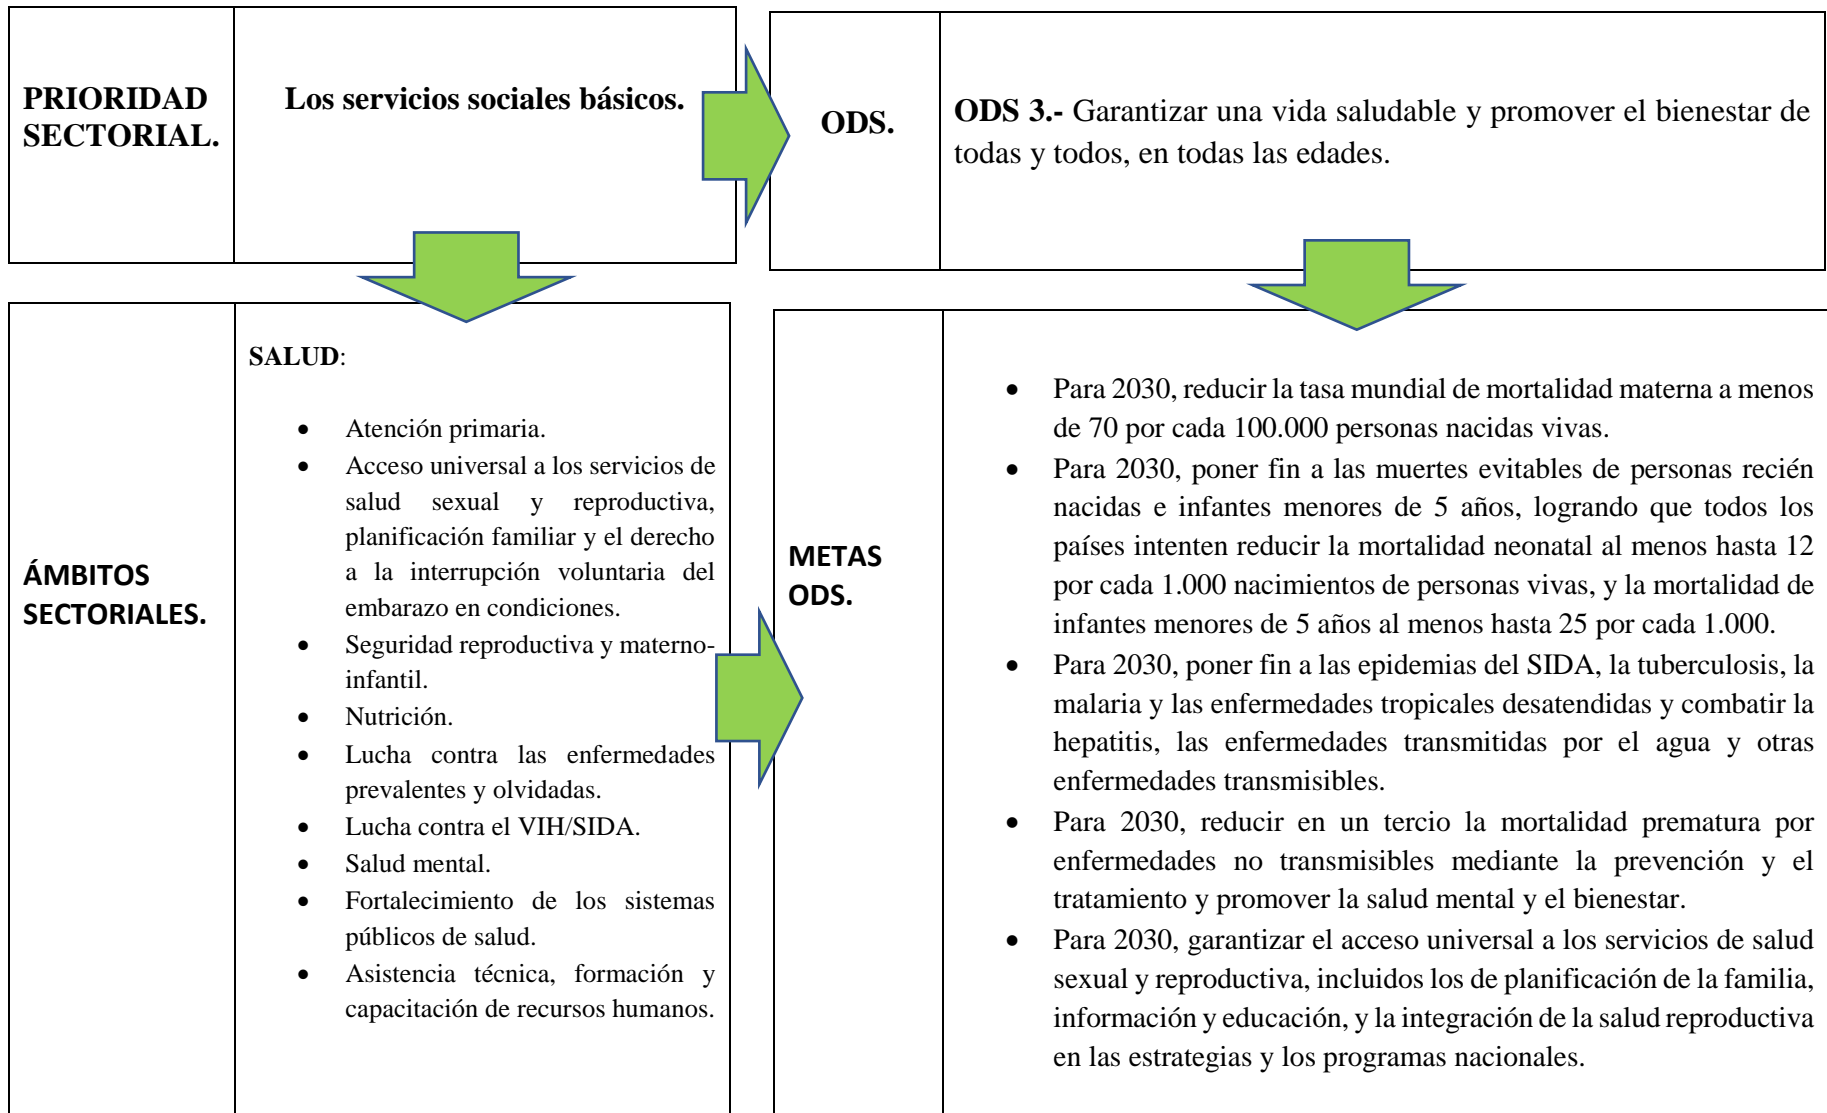 PRIORIDAD
SECTORIAL.
Los servicios sociales básicos.
ODS.
ODS 3.- Garantizar una vida saludable y promover el bienestar de
todas y todos, en todas las edades.
ÁMBITOS
SECTORIALES.
SALUD:
• Atención primaria.
• Acceso universal a los servicios de
salud sexual y reproductiva,
planificación familiar y el derecho
a la interrupción voluntaria del
embarazo en condiciones.
• Seguridad reproductiva y materno-
infantil.
• Nutrición.
• Lucha contra las enfermedades
prevalentes y olvidadas.
• Lucha contra el VIH/SIDA.
• Salud mental.
• Fortalecimiento de los sistemas
públicos de salud.
• Asistencia técnica, formación y
capacitación de recursos humanos.
METAS
ODS.
• Para 2030, reducir la tasa mundial de mortalidad materna a menos
de 70 por cada 100.000 personas nacidas vivas.
• Para 2030, poner fin a las muertes evitables de personas recién
nacidas e infantes menores de 5 años, logrando que todos los
países intenten reducir la mortalidad neonatal al menos hasta 12
por cada 1.000 nacimientos de personas vivas, y la mortalidad de
infantes menores de 5 años al menos hasta 25 por cada 1.000.
• Para 2030, poner fin a las epidemias del SIDA, la tuberculosis, la
malaria y las enfermedades tropicales desatendidas y combatir la
hepatitis, las enfermedades transmitidas por el agua y otras
enfermedades transmisibles.
• Para 2030, reducir en un tercio la mortalidad prematura por
enfermedades no transmisibles mediante la prevención y el
tratamiento y promover la salud mental y el bienestar.
• Para 2030, garantizar el acceso universal a los servicios de salud
sexual y reproductiva, incluidos los de planificación de la familia,
información y educación, y la integración de la salud reproductiva
en las estrategias y los programas nacionales.